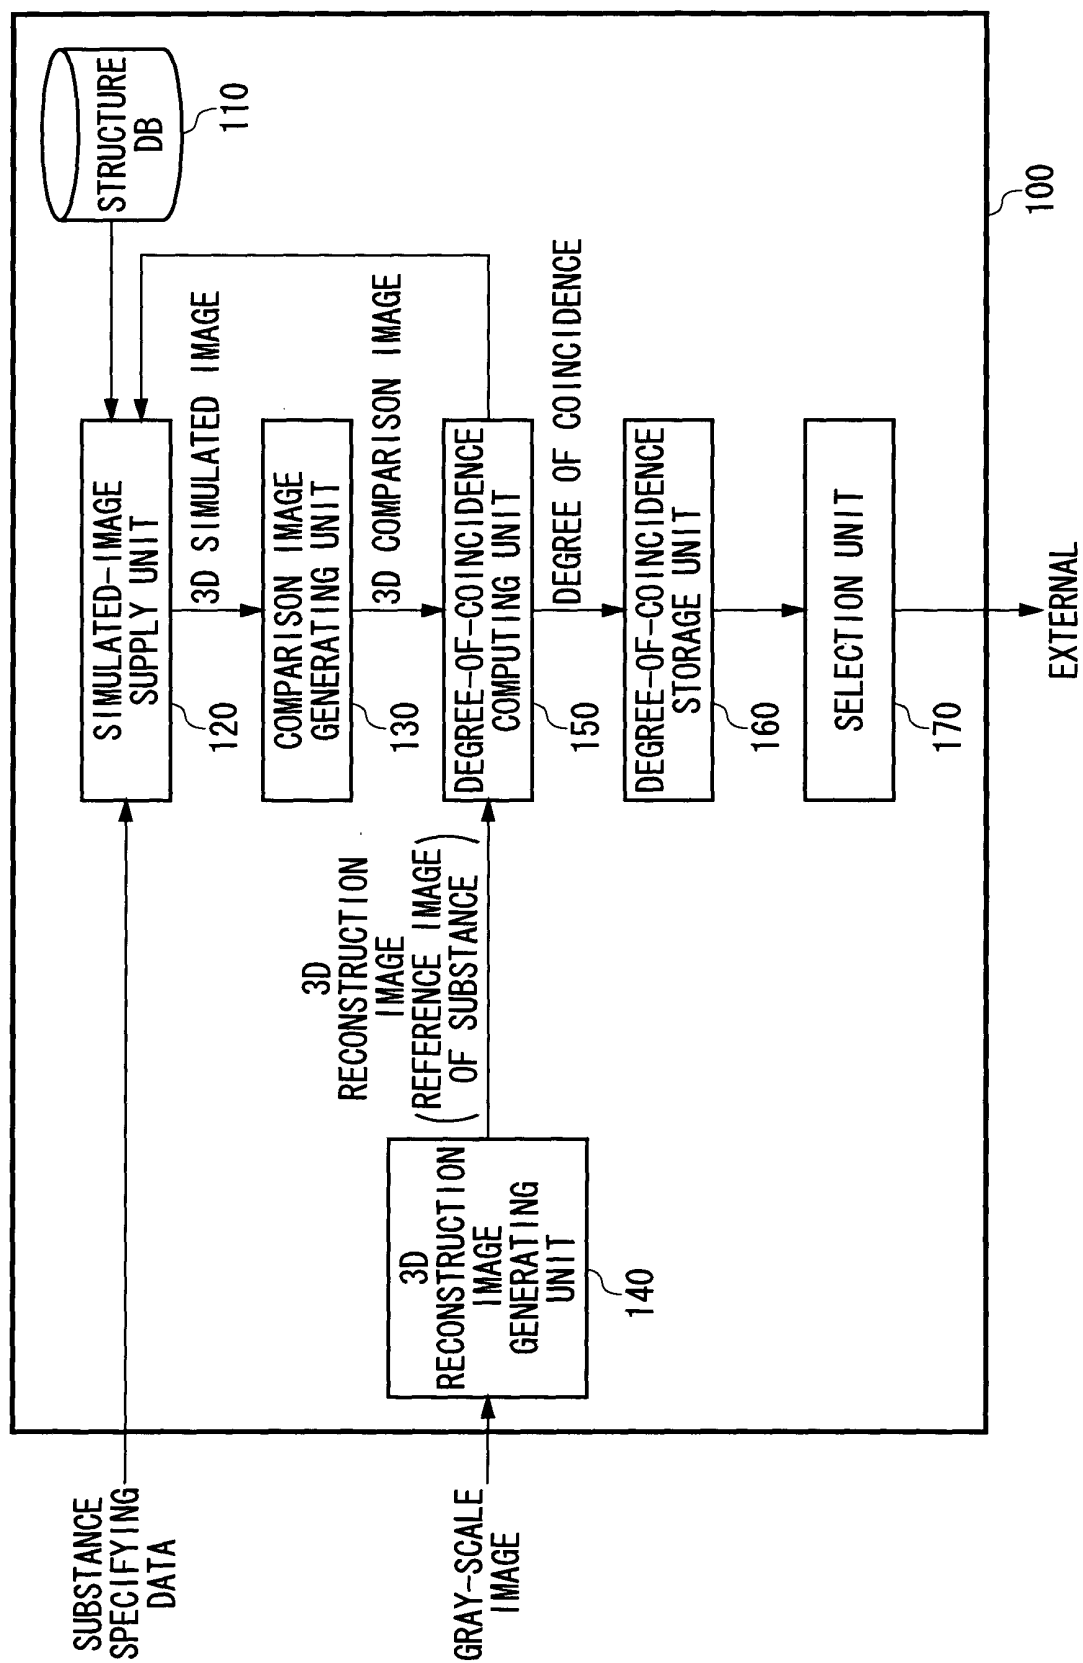 SUBSTANCE
SPECIFYING
DATA
GRAY-SCALE
IMAGE
STRUCTURE
DB
110
SIMULATED-IMAGE
SUPPLY UNIT
120
3D SIMULATED IMAGE
COMPARISON IMAGE
GENERATING UNIT
130
3D COMPARISON IMAGE
3D
RECONSTRUCTION
IMAGE
GENERATING
UNIT
140
3D
RECONSTRUCTION
IMAGE
(REFERENCE IMAGE
OF SUBSTANCE)
DEGREE-OF-COINCIDENCE
COMPUTING UNIT
150
DEGREE OF COINCIDENCE
DEGREE-OF-COINCIDENCE
STORAGE UNIT
160
SELECTION UNIT
170
100
EXTERNAL